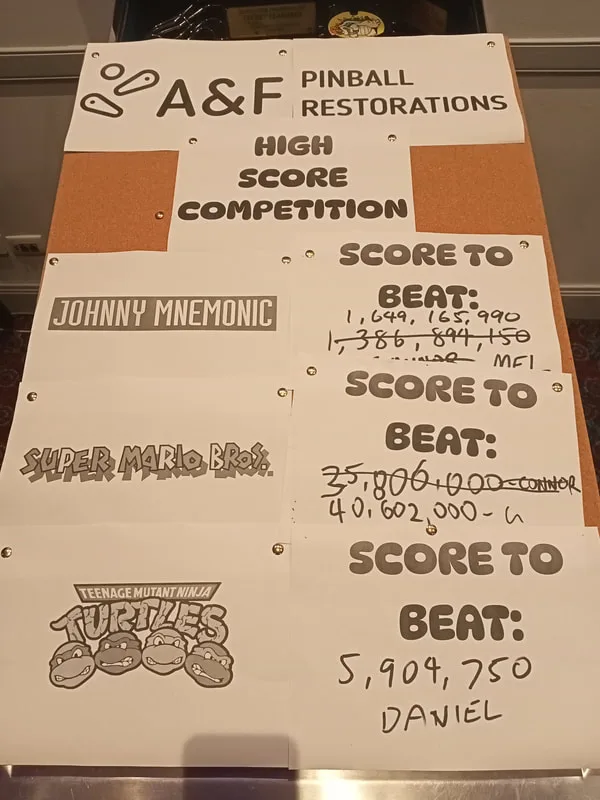 A&F PINBALL
RESTORATIONS
HIGH
SCORE
COMPETITION
JOHNNY MNEMONIC
SCORE TO
BEAT:
1,649,165,990
1,386,894,150
MEL
SUPER MARIO BROS.
SCORE TO
BEAT:
35,806,000-CONNOR
40,602,000-
TEENAGE MUTANT NINJA
TURTLES
SCORE TO
BEAT:
5,904,750
DANIEL